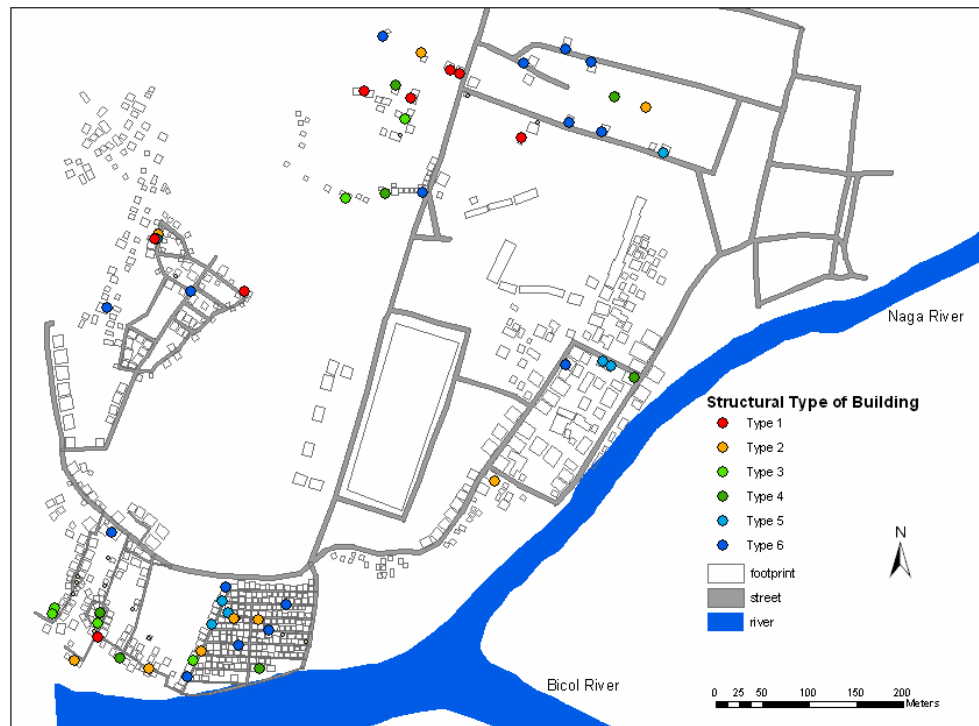 Naga River
Structural Type of Building
Type 1
Type 2
Type 3
Type 4
Type 5
Type 6
footprint
street
river
N
Bicol River
0 25 50 100 150 200
Meters